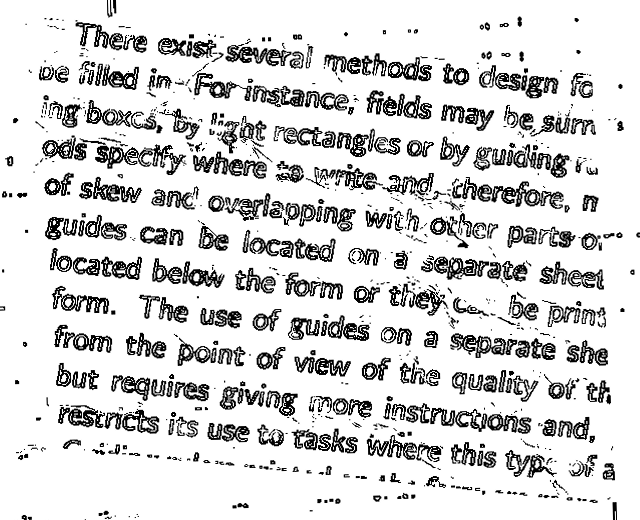 There exist several methods to design fo
be filled in. For instance, fields may be surr
ing boxes, by light rectangles or by guiding ru
ods specify where to write and, therefore, n
of skew and overlapping with other parts o
guides can be located on a separate sheet
located below the form or they can be print
form. The use of guides on a separate she
from the point of view of the quality of th
but requires giving more instructions and,
restricts its use to tasks where this type of a